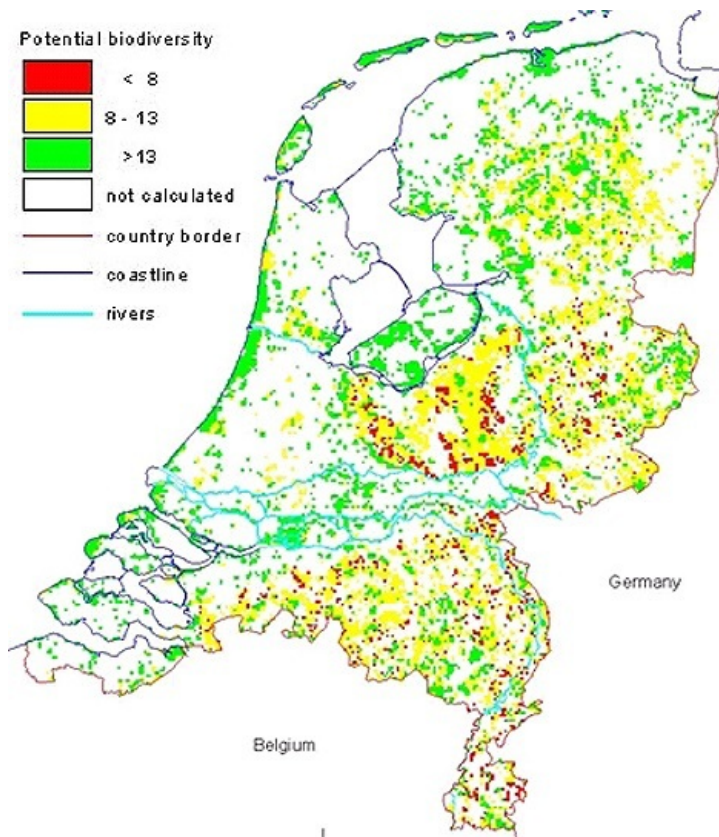 Potential biodiversity
< 8
8 - 13
>13
not calculated
country border
coastline
rivers
Germany
Belgium